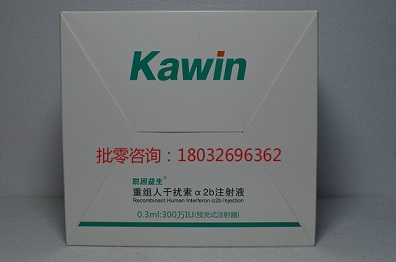 Kawin
批零咨询：18032696362
凯因益生®
重组人干扰素α2b注射液
Recombinant Human Interferon α2b Injection
0.3ml:300万IU(预充式注射器)